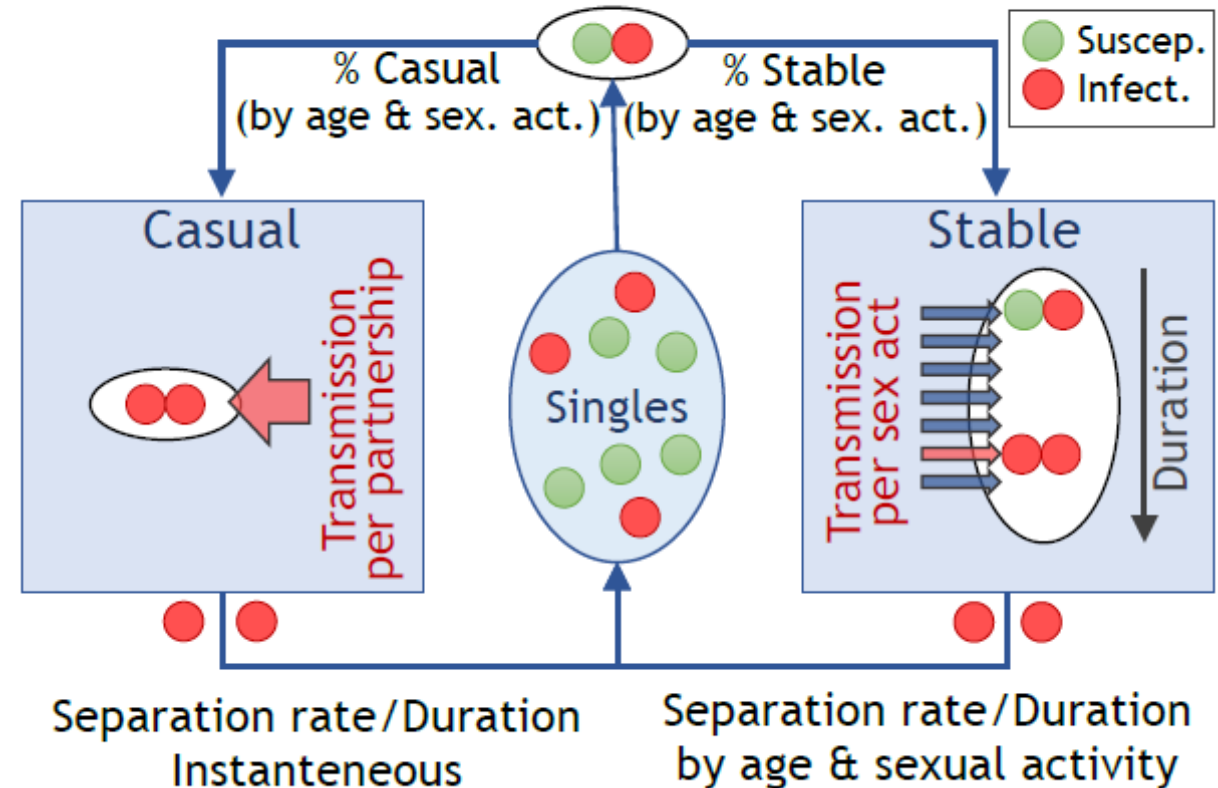 Suscep.
Infect.
% Casual
(by age & sex. act.)
% Stable
(by age & sex. act.)
Casual
Transmission
per partnership
Singles
Stable
Transmission
per sex act
Duration
Separation rate/Duration
Instanteneous
Separation rate/Duration
by age & sexual activity